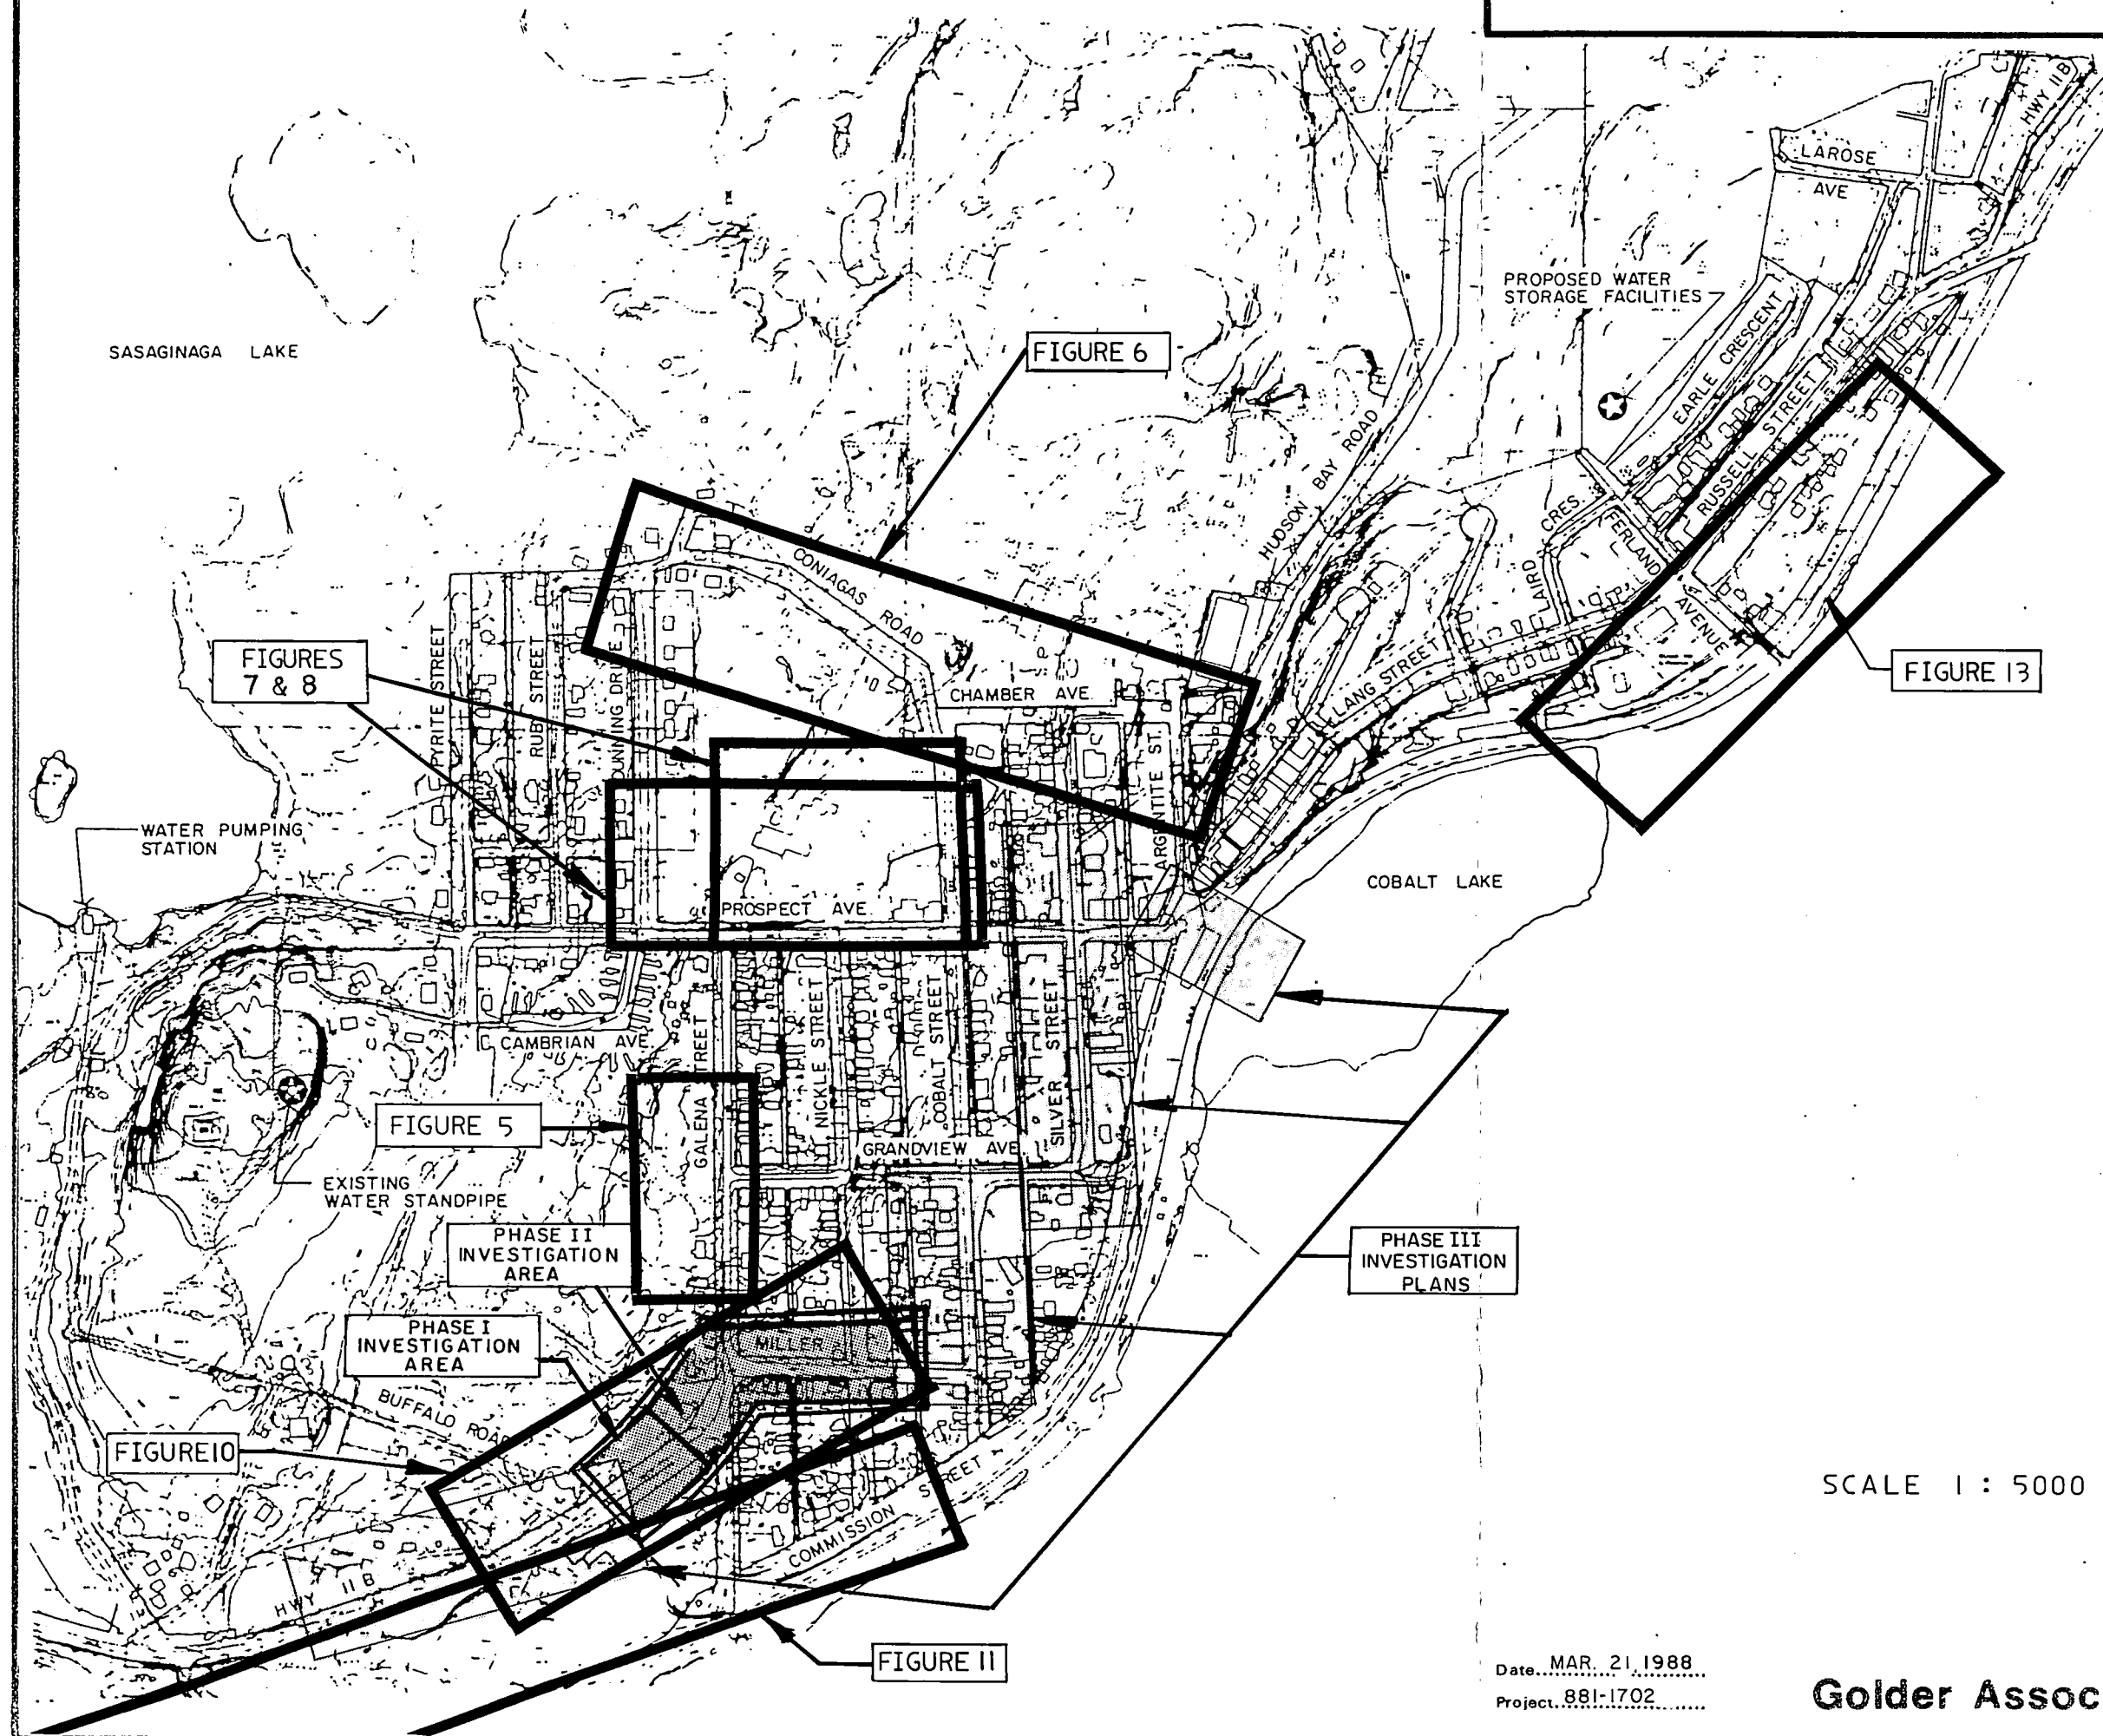 HWY 11B
LAROSE
AVE
PROPOSED WATER
STORAGE FACILITIES
EARLE CRESCENT
RUSSELL STREET
SASAGINAGA LAKE
FIGURE 6
HUDSON BAY ROAD
CONIAGAS ROAD
LAIRD CRES.
FERLAND AVENUE
FIGURES
7 & 8
PYRITE STREET
RUBY STREET
DUNNING DRIVE
CHAMBER AVE.
LANG STREET
FIGURE 13
ARGENTITE ST.
WATER PUMPING
STATION
COBALT LAKE
PROSPECT AVE.
CAMBRIAN AVE.
GALENA STREET
NICKLE STREET
COBALT STREET
SILVER STREET
FIGURE 5
GRANDVIEW AVE.
EXISTING
WATER STANDPIPE
PHASE II
INVESTIGATION
AREA
PHASE III
INVESTIGATION
PLANS
PHASE I
INVESTIGATION
AREA
MILLER
BUFFALO ROAD
FIGURE 10
COMMISSION STREET
HWY 11B
SCALE 1 : 5000
FIGURE 11
Date MAR. 21, 1988
Project 881-1702
Golder Assoc